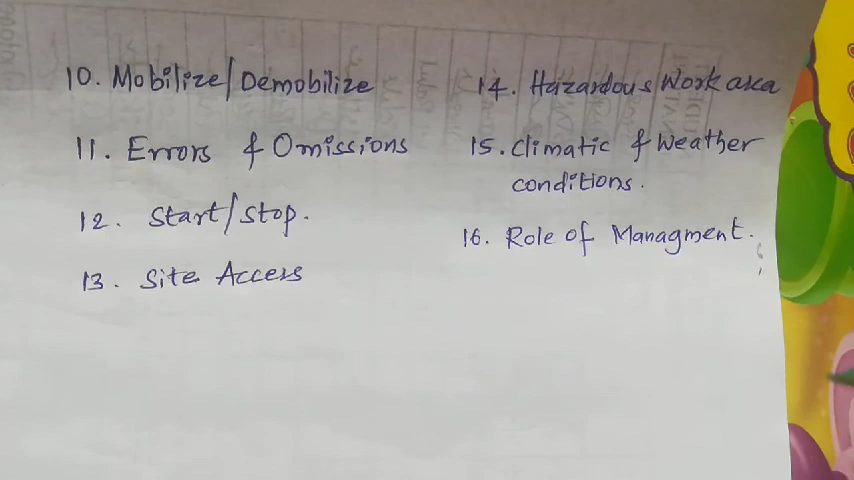 10. Mobilize/Demobilize
11. Errors & Omissions
12. Start/Stop.
13. Site Access
14. Hazardous Work area
15. Climatic & Weather
conditions.
16. Role of Managment.